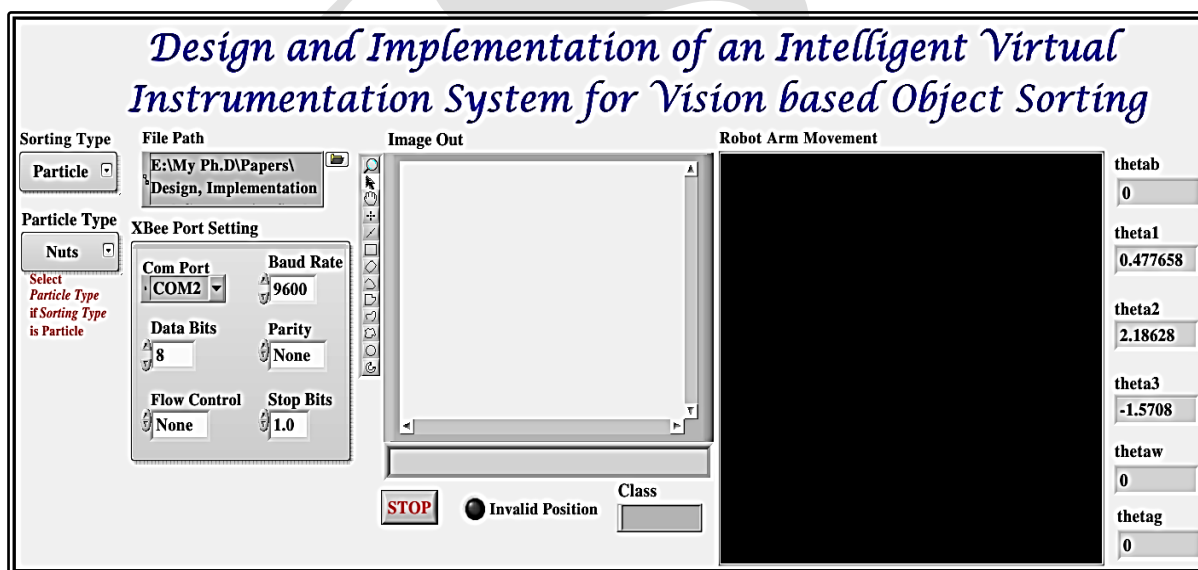 Design and Implementation of an Intelligent Virtual
Instrumentation System for Vision based Object Sorting
Sorting Type
Particle
Particle Type
Nuts
Select
Particle Type
if Sorting Type
is Particle
File Path
E:\My Ph.D\Papers\
Design, Implementation
XBee Port Setting
Com Port
COM2
Baud Rate
9600
Data Bits
8
Parity
None
Flow Control
None
Stop Bits
1.0
Image Out
STOP
Invalid Position
Class
Robot Arm Movement
thetab
0
theta1
0.477658
theta2
2.18628
theta3
-1.5708
thetaw
0
thetag
0